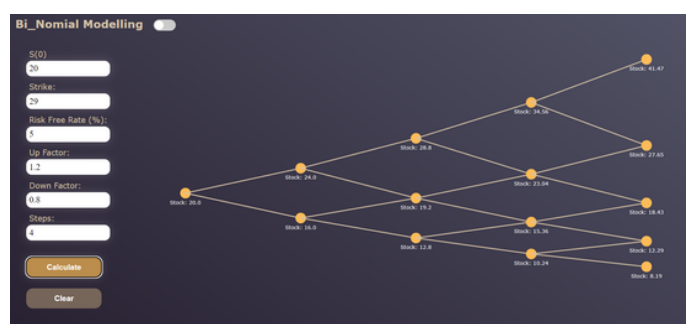 Bi_Nomial Modelling
S(0)
20
Strike:
29
Risk Free Rate (%):
5
Up Factor:
1.2
Down Factor:
0.8
Steps:
4
Calculate
Clear
Stock: 20.0
Stock: 24.0
Stock: 16.0
Stock: 28.8
Stock: 19.2
Stock: 12.8
Stock: 34.56
Stock: 23.04
Stock: 15.36
Stock: 10.24
Stock: 41.47
Stock: 27.65
Stock: 18.43
Stock: 12.29
Stock: 8.19